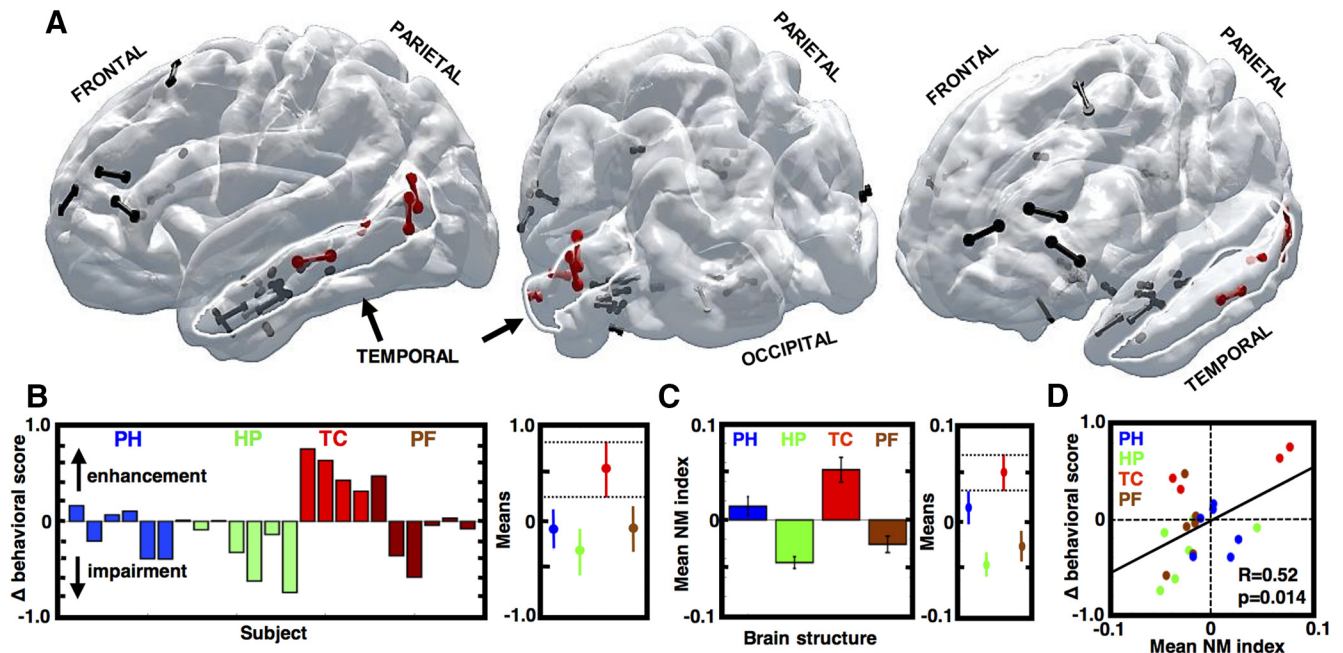 A
FRONTAL
PARIETAL
PARIETAL
FRONTAL
PARIETAL
TEMPORAL
OCCIPITAL
TEMPORAL
B
1.0
PH
HP
TC
PF
enhancement
0
impairment
-1.0
Δ behavioral score
Subject
1.0
Means
0
-1.0
C
0.1
PH
HP
TC
PF
0
-0.1
Mean NM index
Brain structure
0.1
Means
0
-0.1
D
1.0
PH
HP
TC
PF
0
R=0.52
p=0.014
-1.0
Δ behavioral score
-0.1
0
0.1
Mean NM index